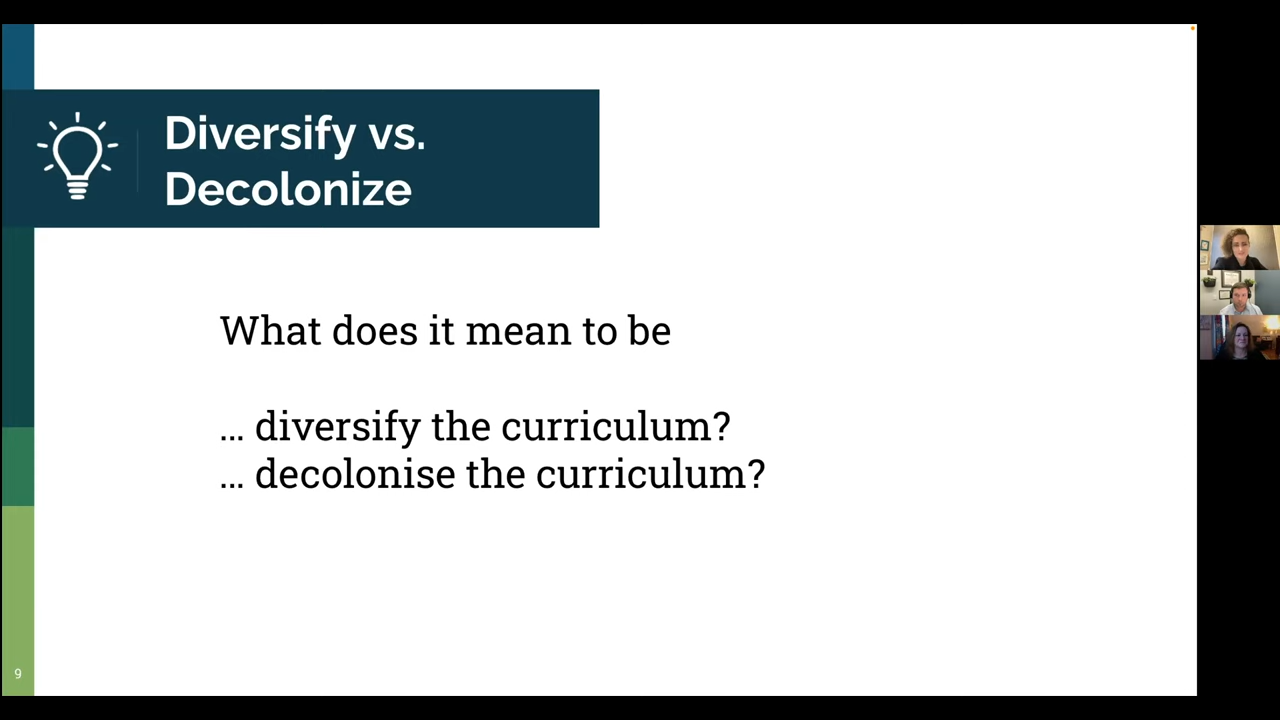 Diversify vs.
Decolonize
What does it mean to be
... diversify the curriculum?
... decolonise the curriculum?
9